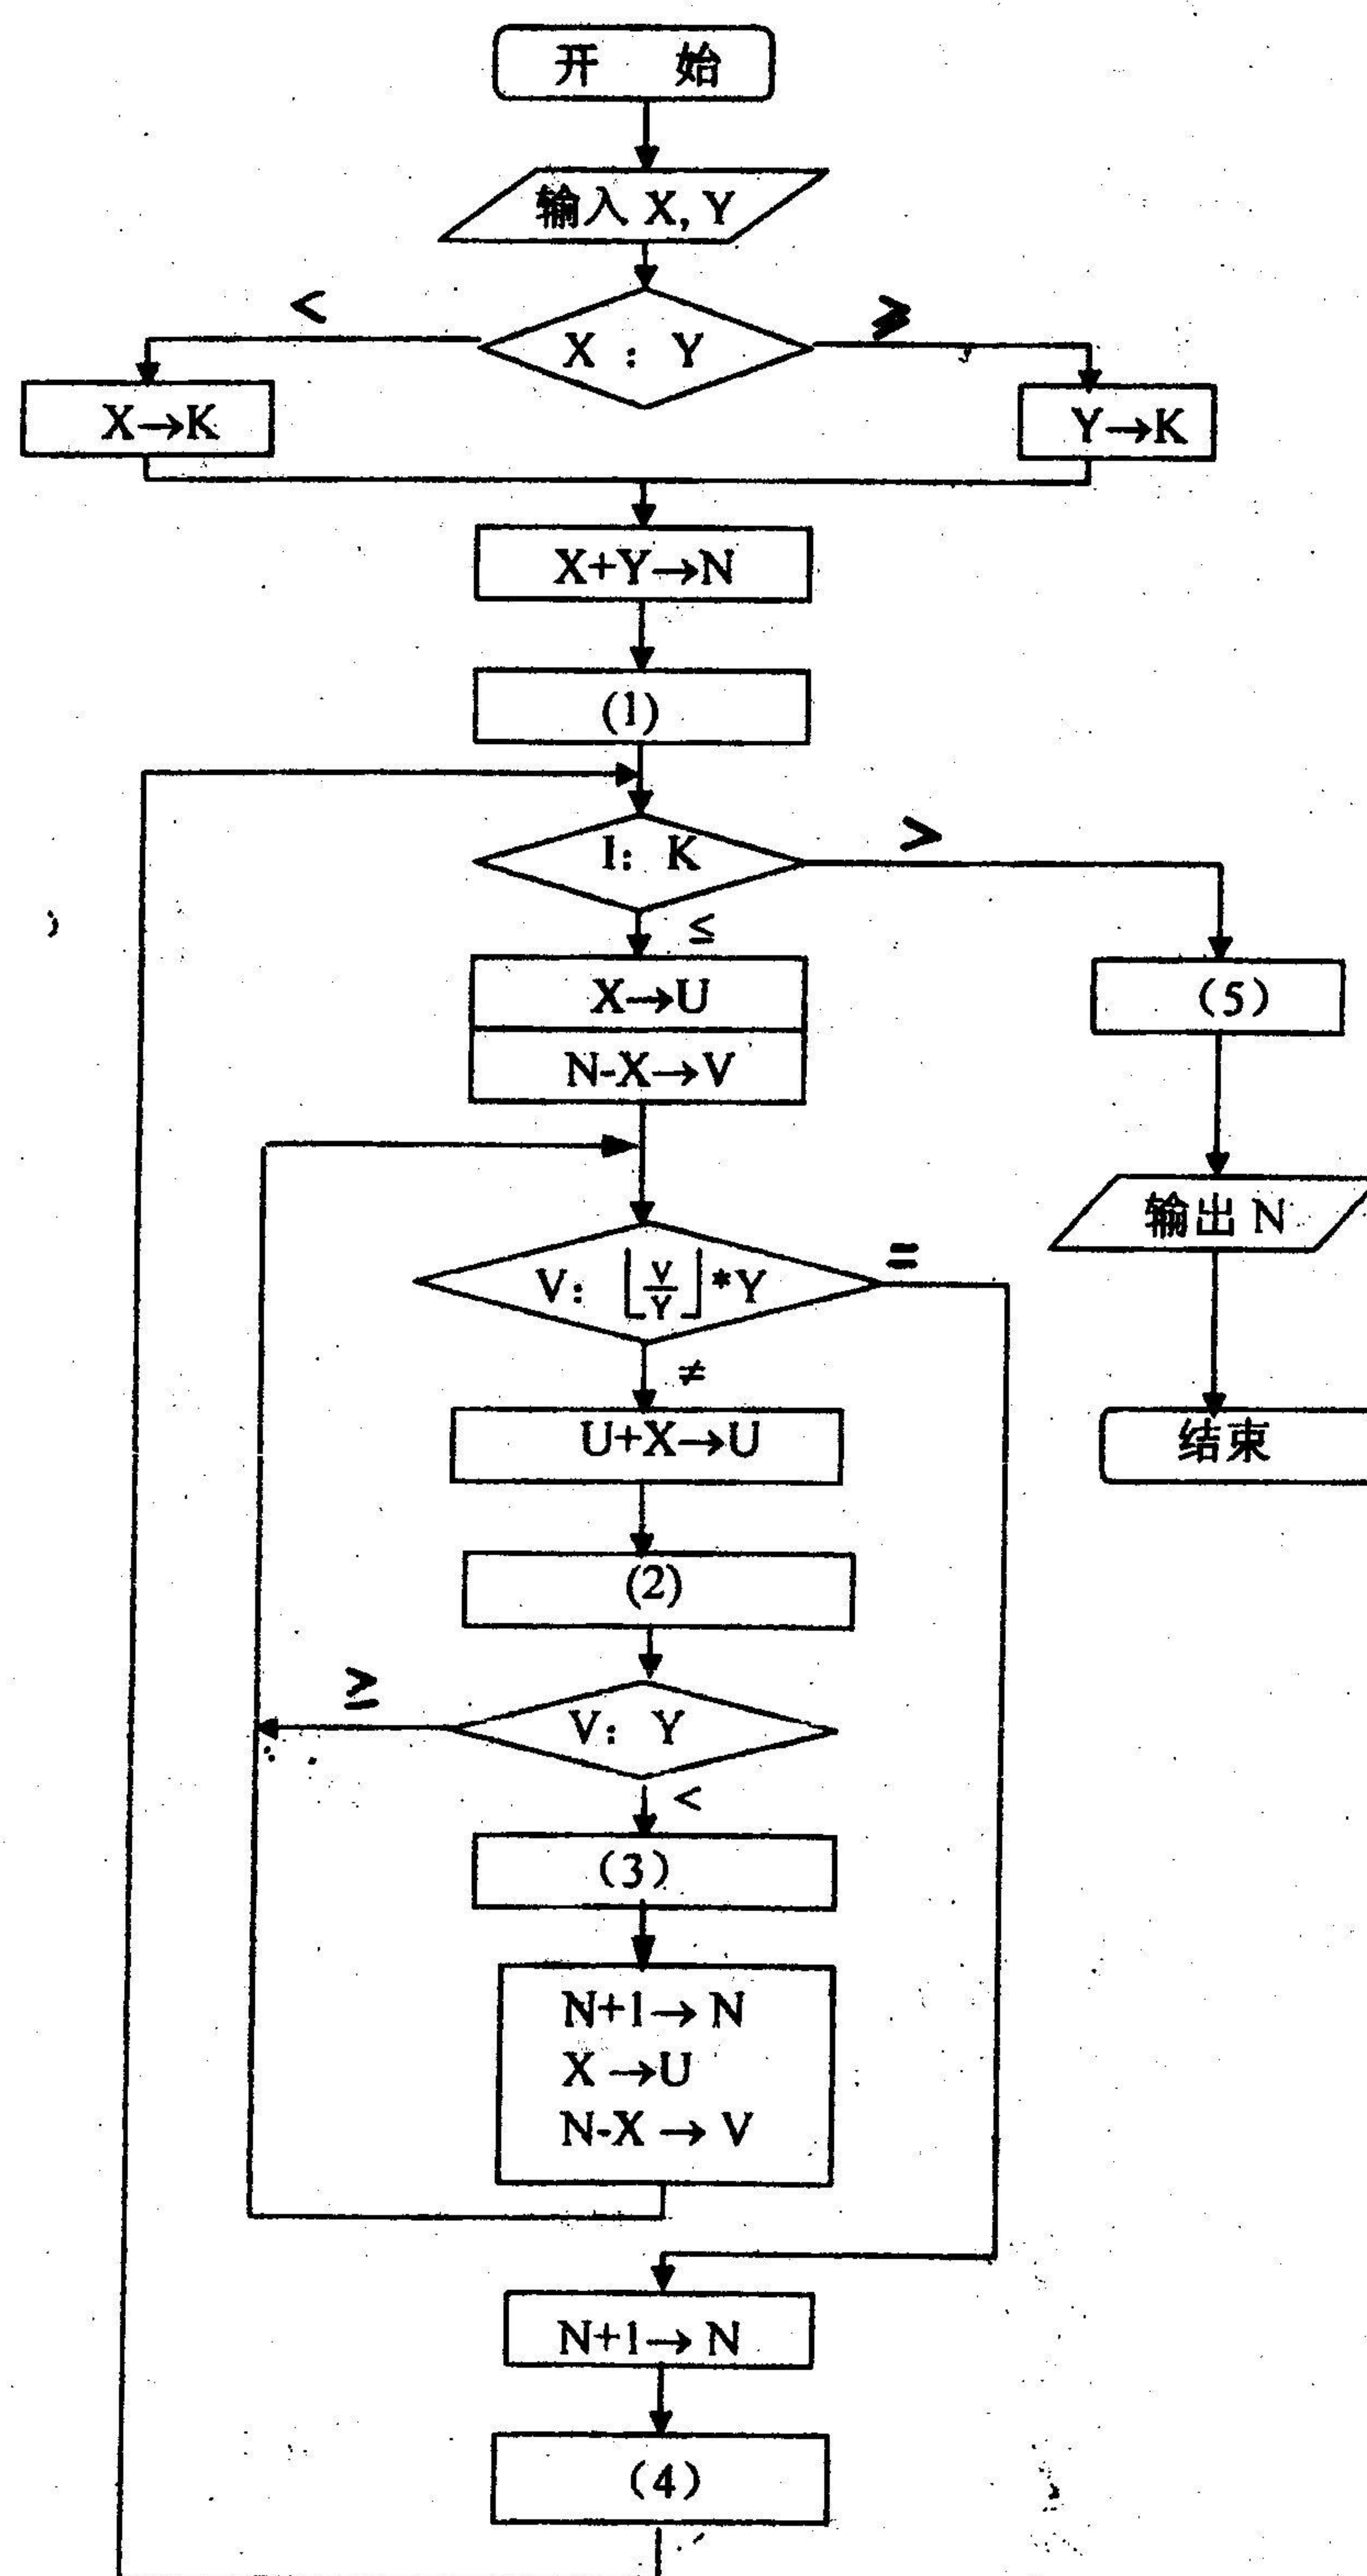 开 始
输入 X, Y
<
≥
X : Y
X→K
Y→K
X+Y→N
(1)
I: K
>
≤
X→U
(5)
N-X→V
输出 N
V: ⌊V/Y⌋*Y
=
≠
U+X→U
结束
(2)
≥
V: Y
<
(3)
N+1→ N
X →U
N-X → V
N+1→ N
(4)